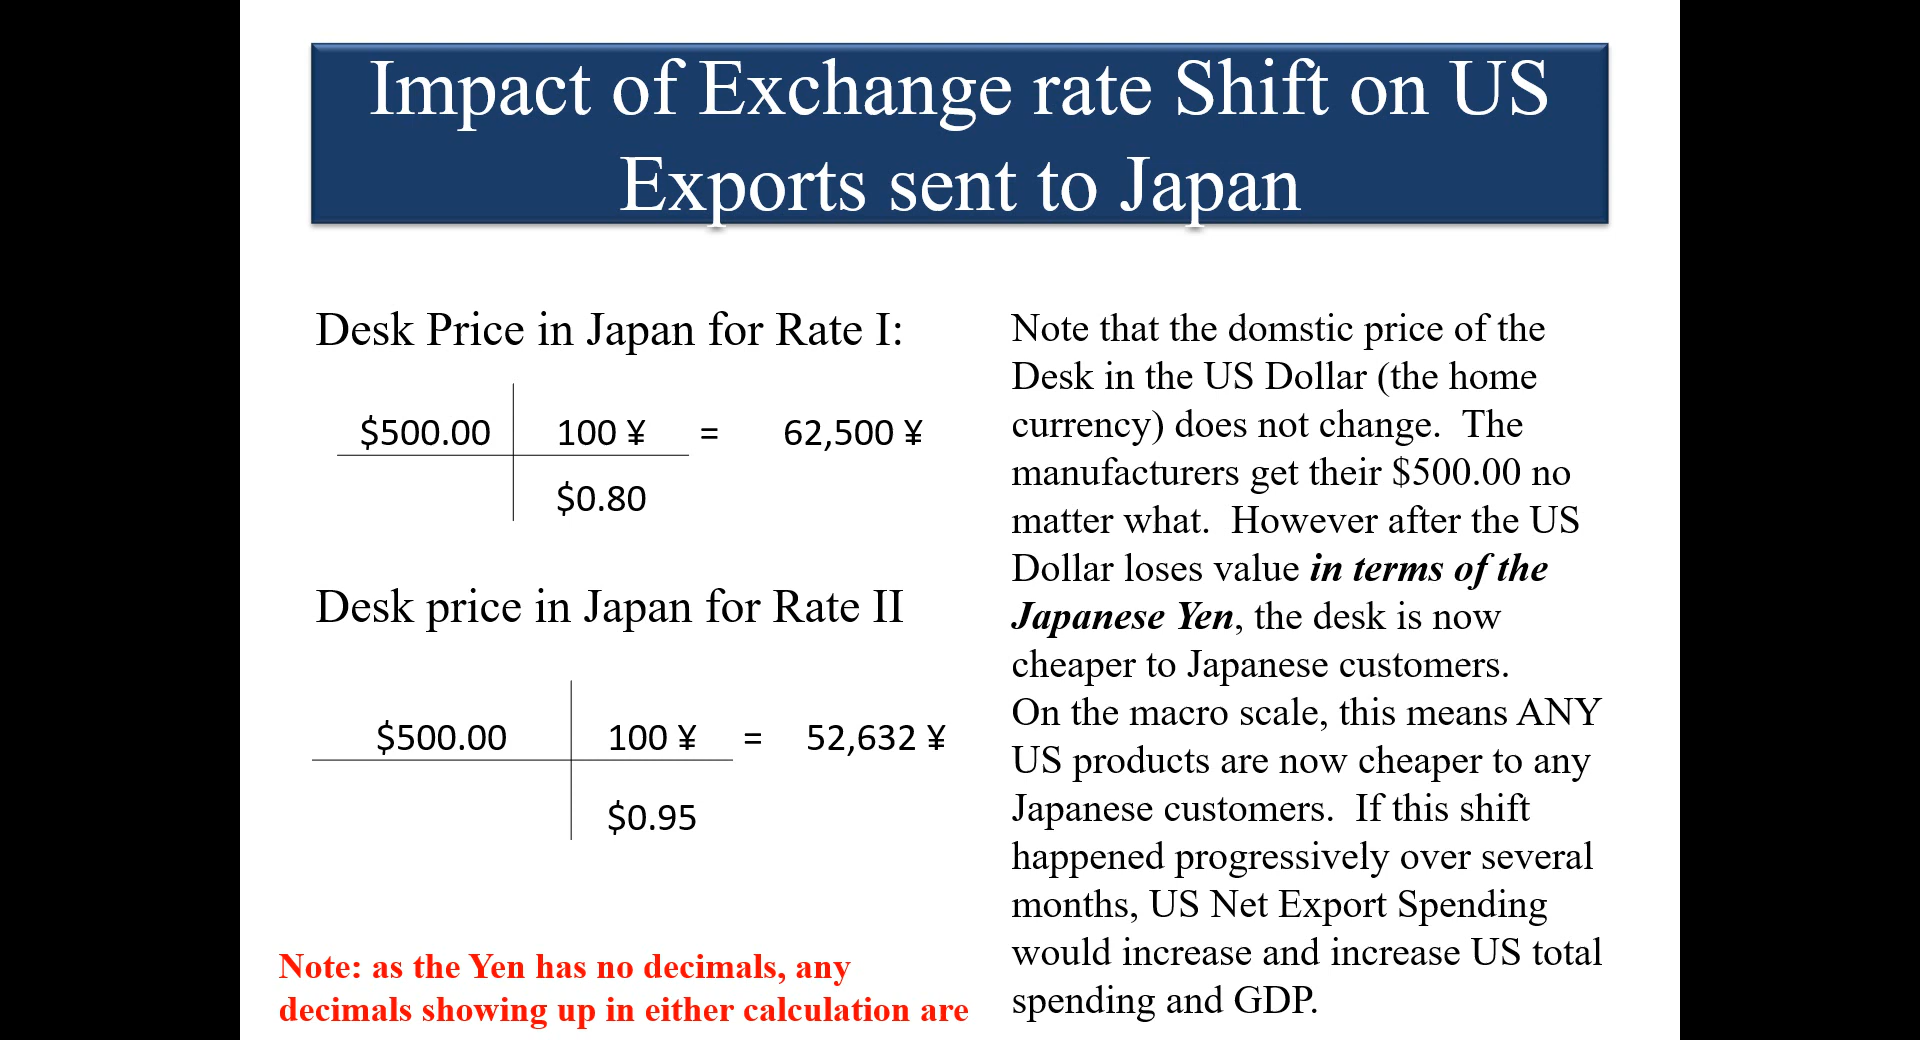 Impact of Exchange rate Shift on US
Exports sent to Japan
Desk Price in Japan for Rate I:
$500.00 100 ¥ = 62,500 ¥
$0.80
Desk price in Japan for Rate II
$500.00 100 ¥ = 52,632 ¥
$0.95
Note: as the Yen has no decimals, any
decimals showing up in either calculation are
Note that the domstic price of the
Desk in the US Dollar (the home
currency) does not change.  The
manufacturers get their $500.00 no
matter what.  However after the US
Dollar loses value in terms of the
Japanese Yen, the desk is now
cheaper to Japanese customers.
On the macro scale, this means ANY
US products are now cheaper to any
Japanese customers.  If this shift
happened progressively over several
months, US Net Export Spending
would increase and increase US total
spending and GDP.